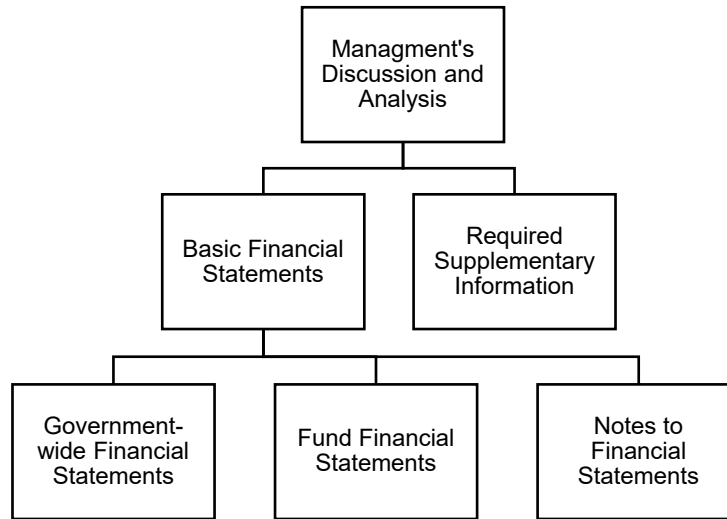 Managment's
Discussion and
Analysis
Basic Financial
Statements
Required
Supplementary
Information
Government-
wide Financial
Statements
Fund Financial
Statements
Notes to
Financial
Statements